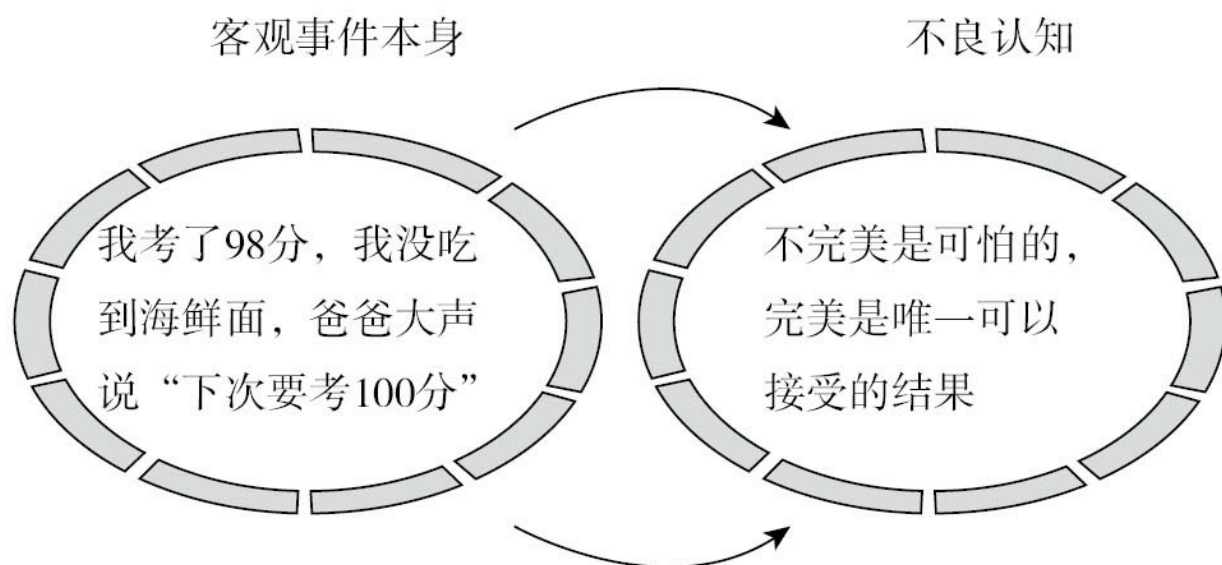 客观事件本身
不良认知
我考了98分，我没吃
到海鲜面，爸爸大声
说“下次要考100分”
不完美是可怕的，
完美是唯一可以
接受的结果